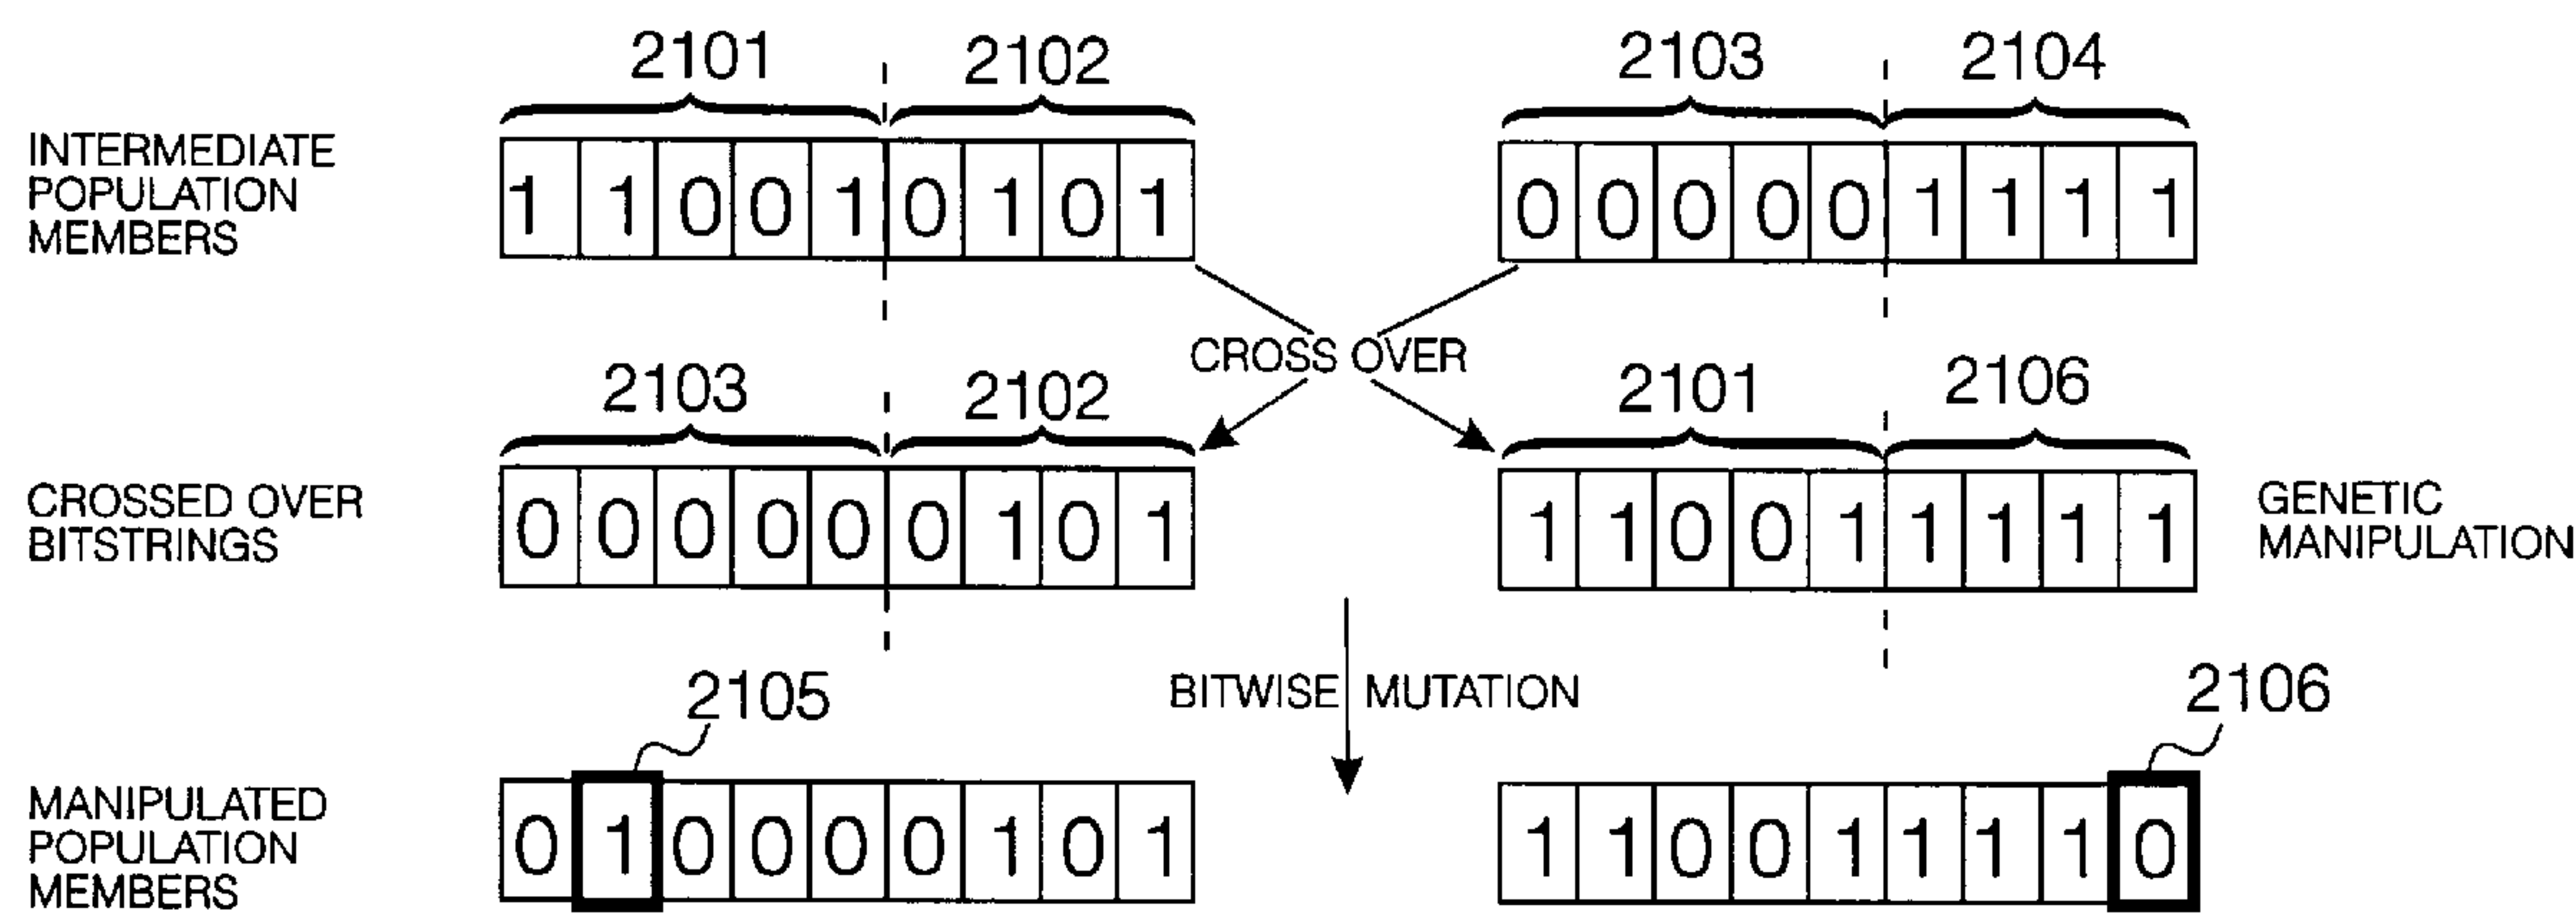 2101 2102 2103 2104
INTERMEDIATE
POPULATION
MEMBERS
1 1 0 0 1 0 1 0 1
0 0 0 0 0 1 1 1 1
CROSS OVER
2103 2102 2101 2106
CROSSED OVER
BITSTRINGS
0 0 0 0 0 0 1 0 1
1 1 0 0 1 1 1 1 1
GENETIC
MANIPULATION
BITWISE MUTATION
2105 2106
MANIPULATED
POPULATION
MEMBERS
0 1 0 0 0 0 1 0 1
1 1 0 0 1 1 1 1 0